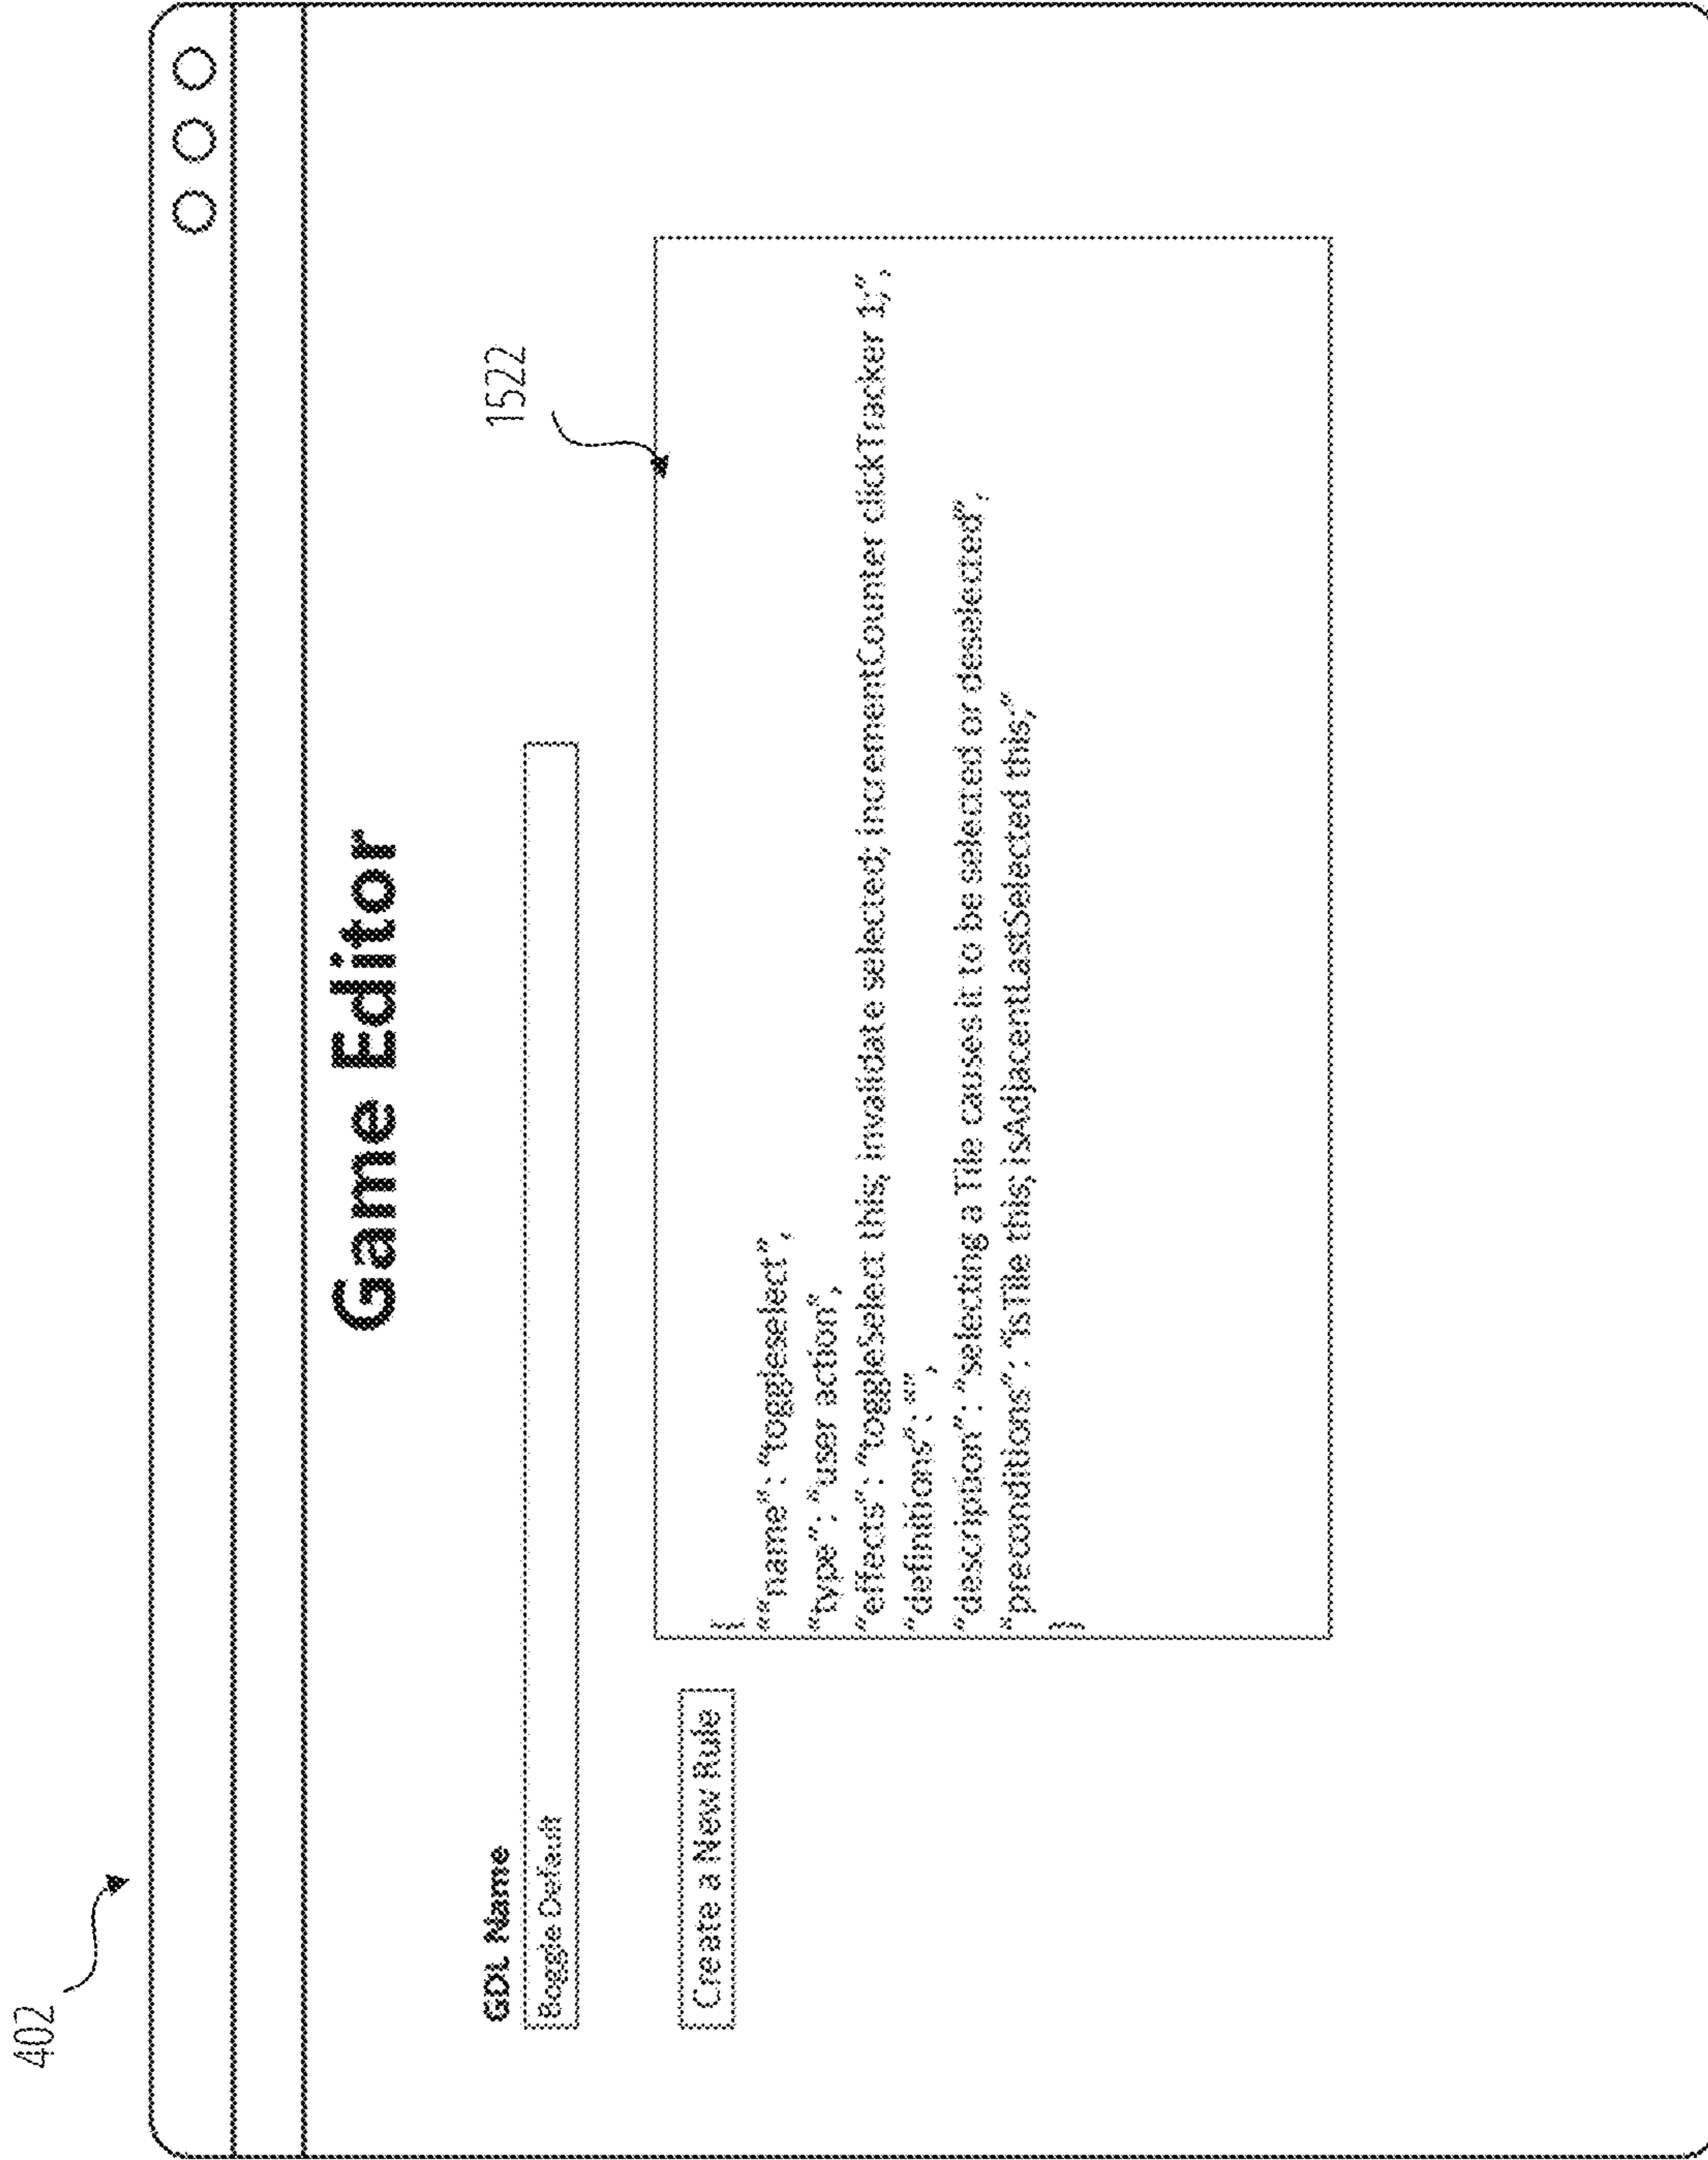 402
Game Editor
GDL Name
Boggle Default
1522
Create a New Rule
{
““name”: “toggleselect”,
“type”: “user action”,
“effects”: “toggleSelect this; invalidate selected; incrementCounter clickTracker 1;”,
“definitions”: “”,
“description”: “selecting a Tile causes it to be selected or deselected”,
“preconditions”: “isTile this; isAdjacentLastSelected this;”
}